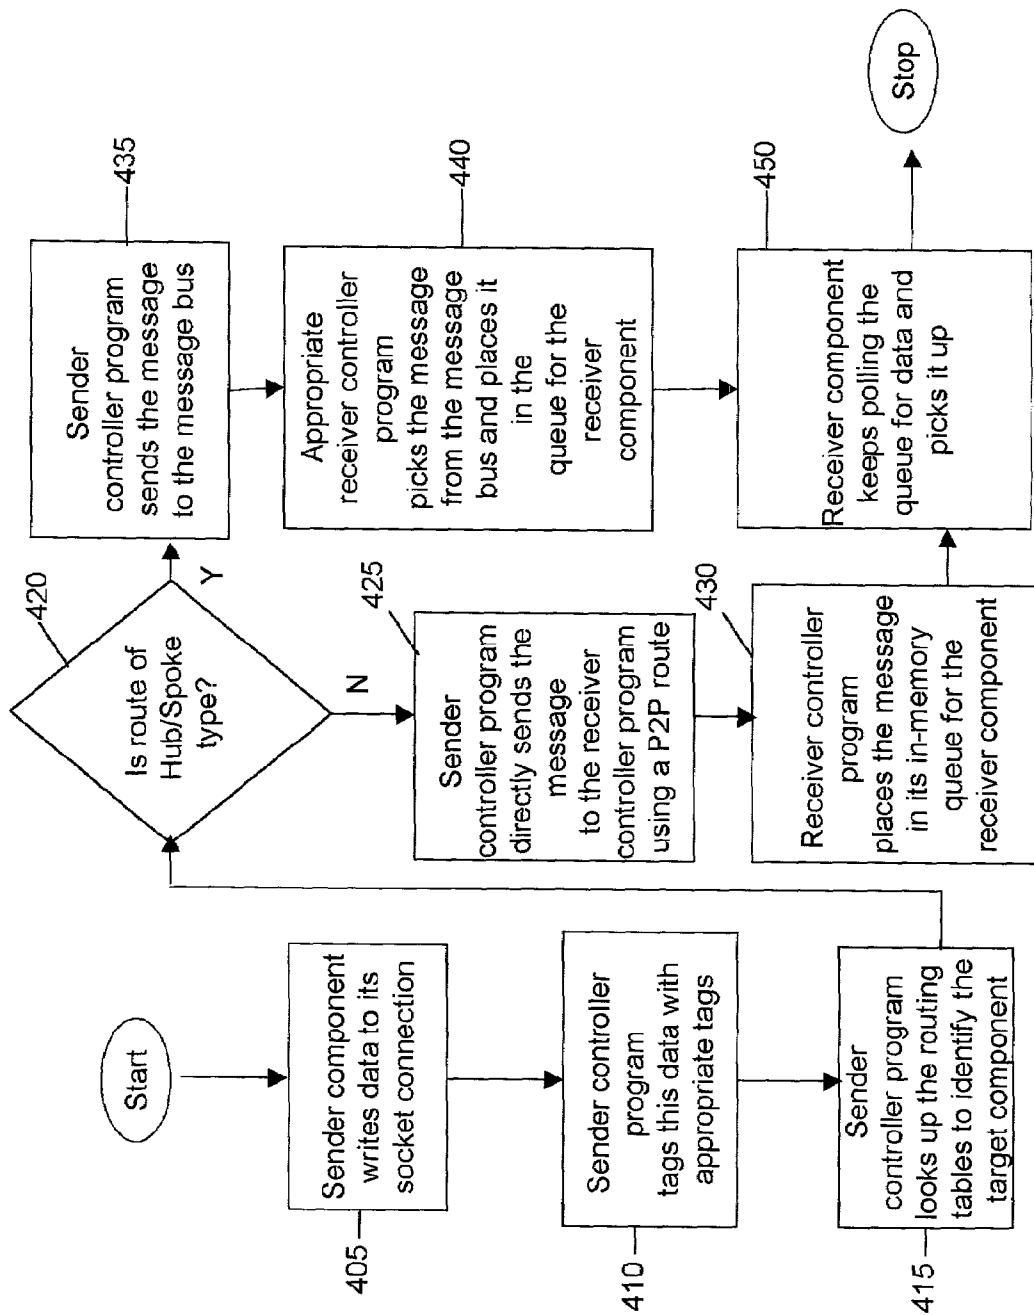 Start
Sender component
writes data to its
socket connection
405
Sender controller
program
tags this data with
appropriate tags
410
Sender
controller program
looks up the routing
tables to identify the
target component
415
Is route of
Hub/Spoke
type?
420
Y
N
Sender
controller program
directly sends the
message
to the receiver
controller program
using a P2P route
425
Receiver controller
program
places the message
in its in-memory
queue for the
receiver component
430
Sender
controller program
sends the message
to the message bus
435
Appropriate
receiver controller
program
picks the message
from the message
bus and places it
in the
queue for the
receiver
component
440
Receiver component
keeps polling the
queue for data and
picks it up
450
Stop